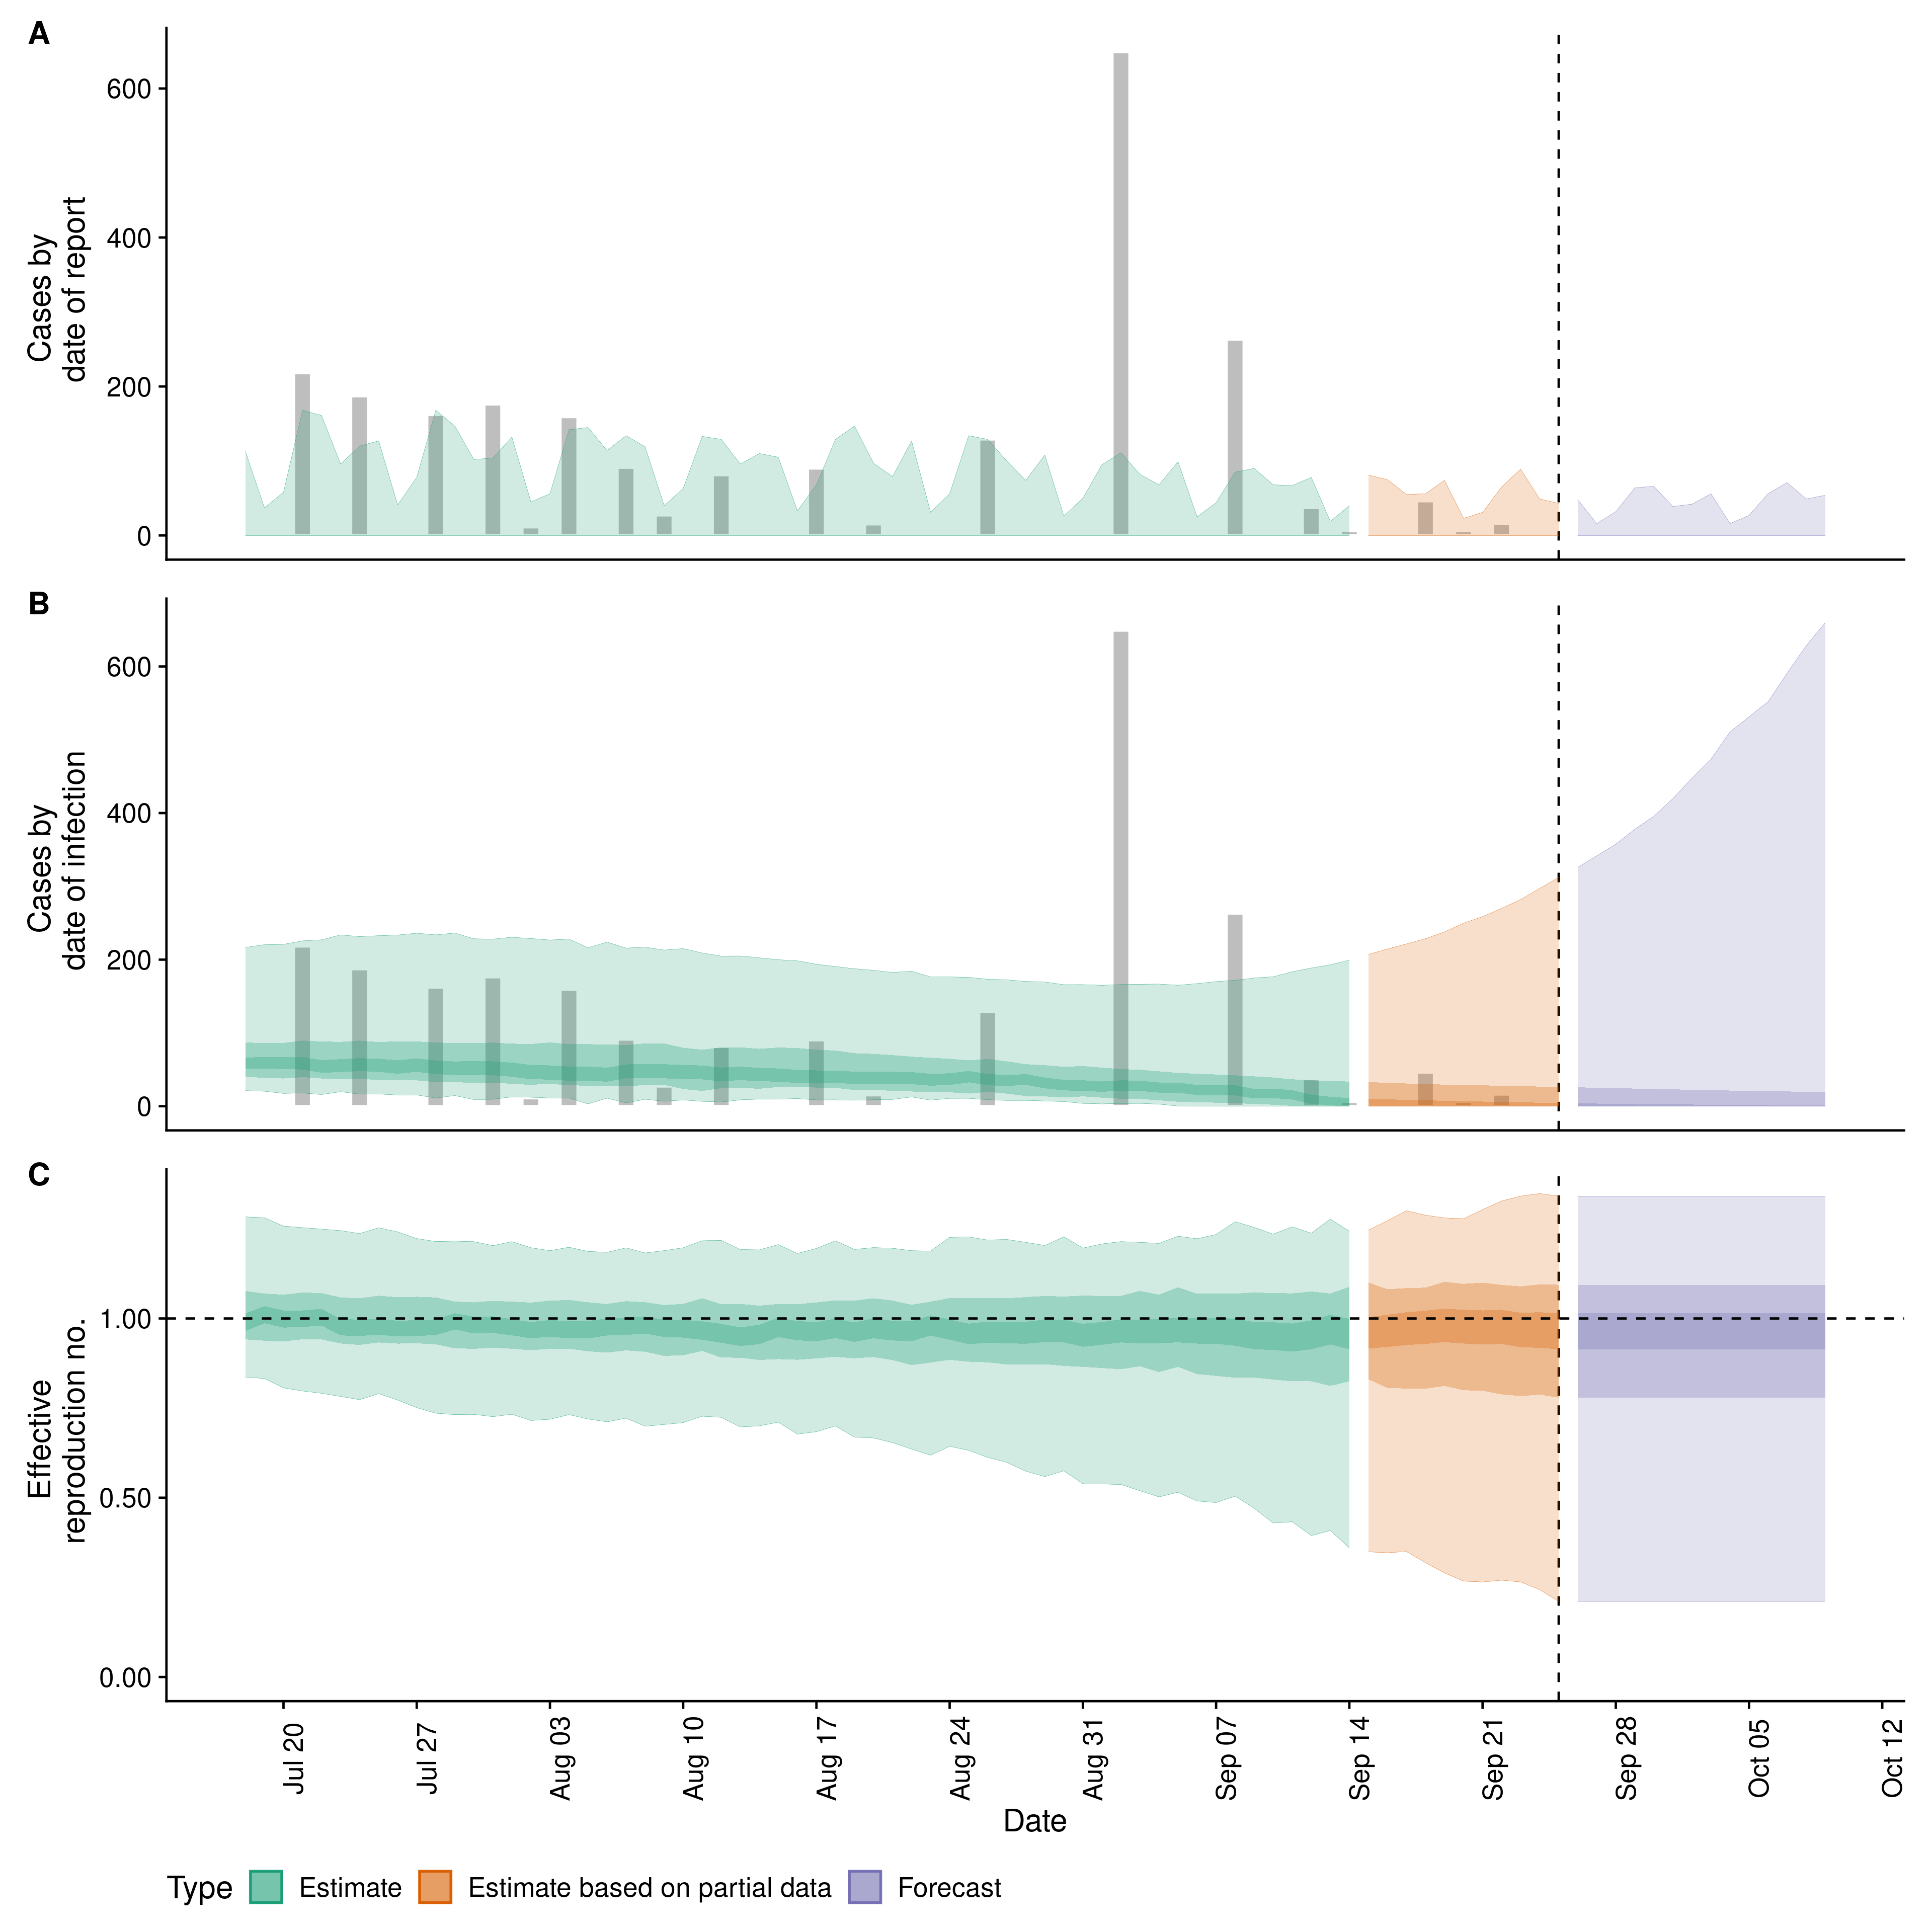 A
Cases by
date of report
600
400
200
0
B
Cases by
date of infection
600
400
200
0
C
Effective
reproduction no.
1.00
0.50
0.00
Jul 20
Jul 27
Aug 03
Aug 10
Aug 17
Aug 24
Aug 31
Sep 07
Sep 14
Sep 21
Sep 28
Oct 05
Oct 12
Date
Type Estimate Estimate based on partial data Forecast